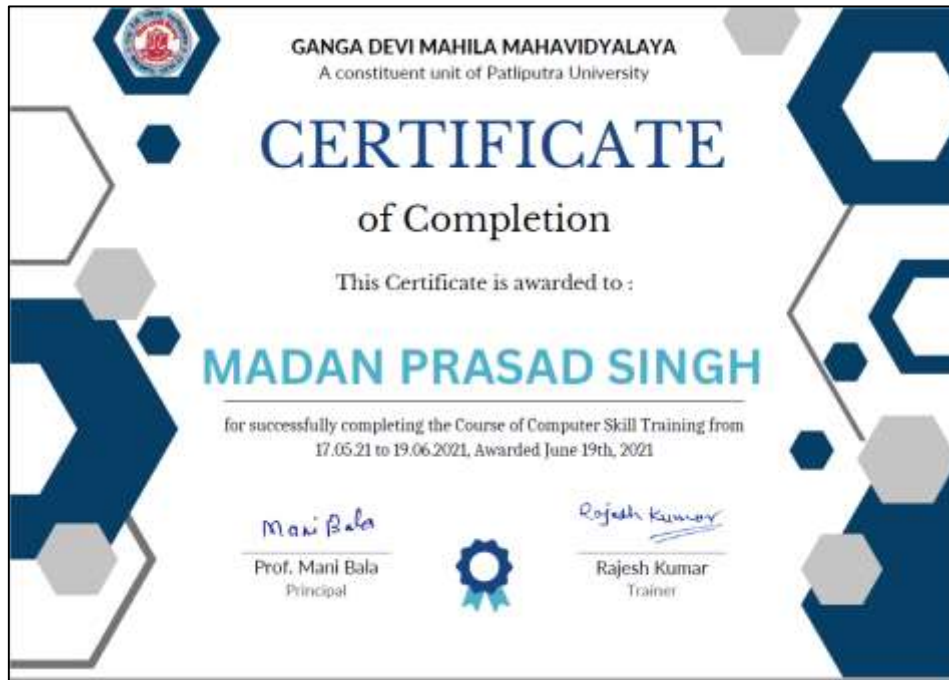 GANGA DEVI MAHILA MAHAVIDYALAYA
A constituent unit of Patliputra University
CERTIFICATE
of Completion
This Certificate is awarded to :
MADAN PRASAD SINGH
for successfully completing the Course of Computer Skill Training from
17.05.21 to 19.06.2021, Awarded June 19th, 2021
Mani Bala
Rajesh Kumar
Prof. Mani Bala
Rajesh Kumar
Principal
Trainer